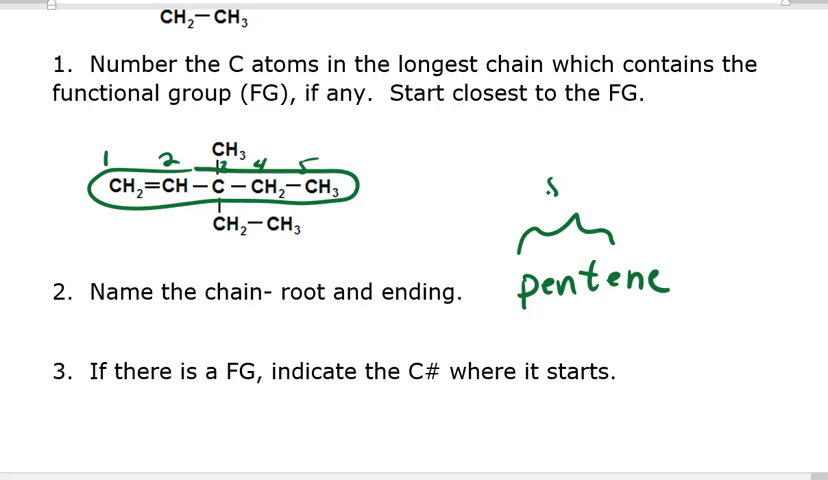 CH₂—CH₃
1. Number the C atoms in the longest chain which contains the
functional group (FG), if any. Start closest to the FG.
CH₃
1 2 3 4 5
CH₂=CH—C—CH₂—CH₃
CH₂—CH₃
5
pentene
2. Name the chain- root and ending.
3. If there is a FG, indicate the C# where it starts.